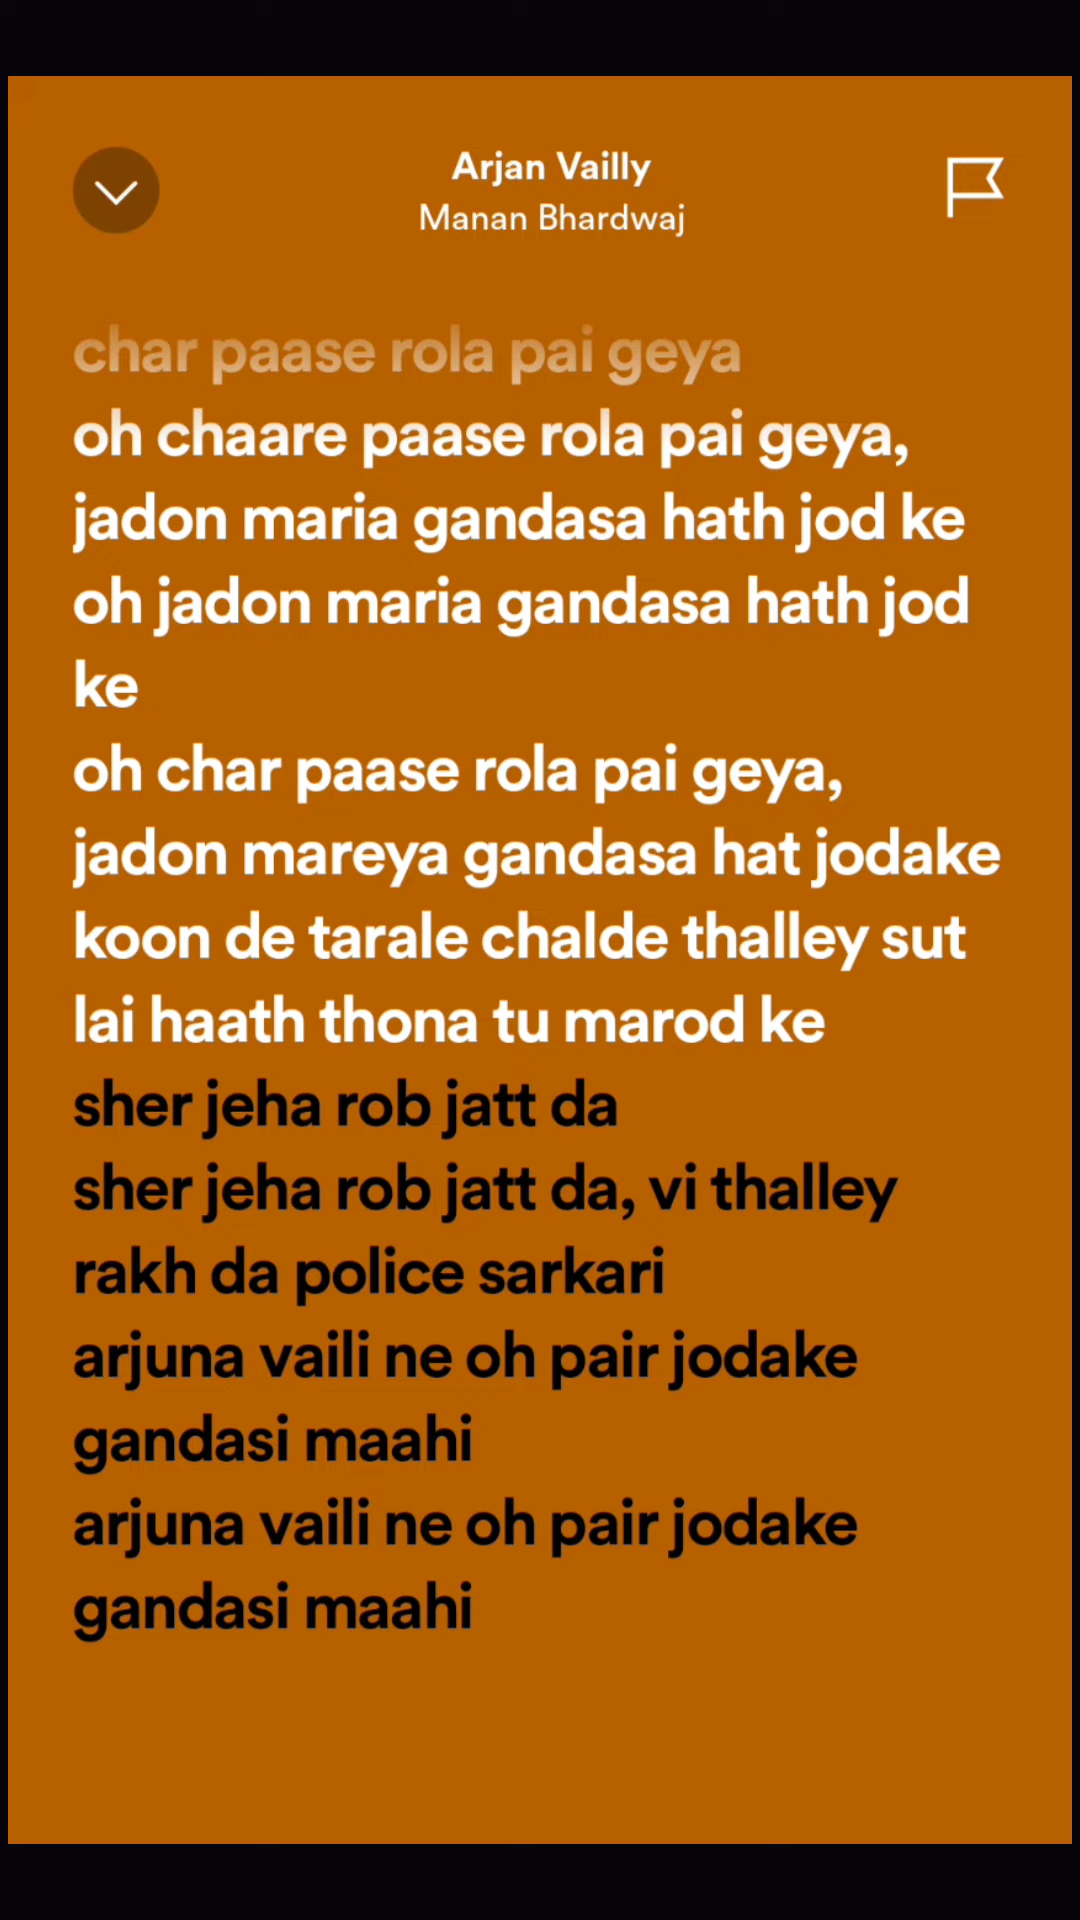 Arjan Vailly
Manan Bhardwaj
char paase rola pai geya
oh chaare paase rola pai geya,
jadon maria gandasa hath jod ke
oh jadon maria gandasa hath jod
ke
oh char paase rola pai geya,
jadon mareya gandasa hat jodake
koon de tarale chalde thalley sut
lai haath thona tu marod ke
sher jeha rob jatt da
sher jeha rob jatt da, vi thalley
rakh da police sarkari
arjuna vaili ne oh pair jodake
gandasi maahi
arjuna vaili ne oh pair jodake
gandasi maahi